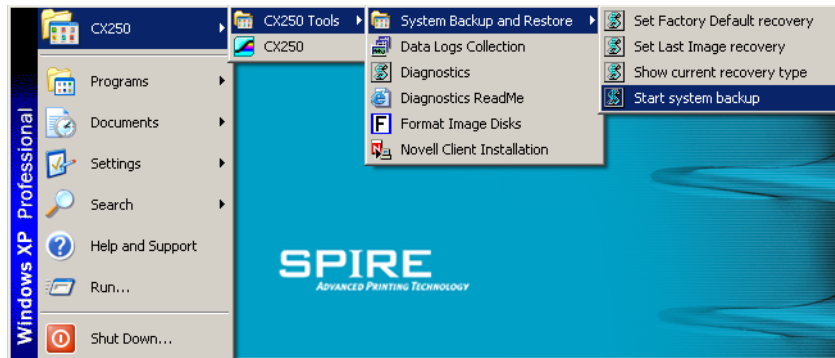 CX250
Programs
Documents
Settings
Search
Help and Support
Run...
Shut Down...
Windows XP Professional
CX250 Tools
CX250
System Backup and Restore
Data Logs Collection
Diagnostics
Diagnostics ReadMe
Format Image Disks
Novell Client Installation
Set Factory Default recovery
Set Last Image recovery
Show current recovery type
Start system backup
F
SPIRE
ADVANCED PRINTING TECHNOLOGY